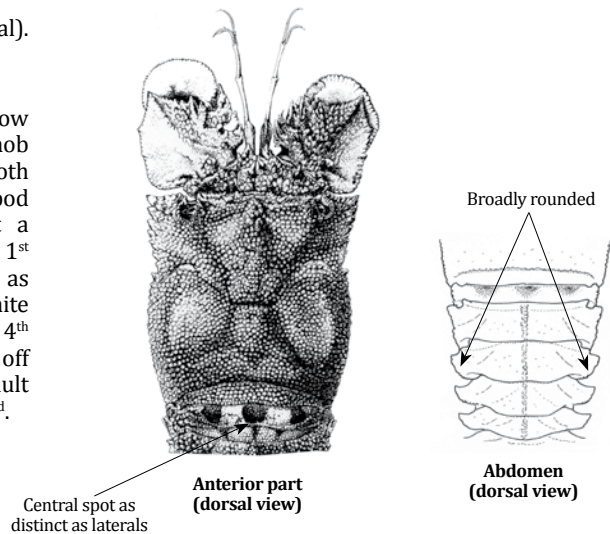 al).
ow
nob
oth
pod
t a
1st
as
nite
4th
off
ult
d.
Broadly rounded
Central spot as
distinct as laterals
Anterior part
(dorsal view)
Abdomen
(dorsal view)